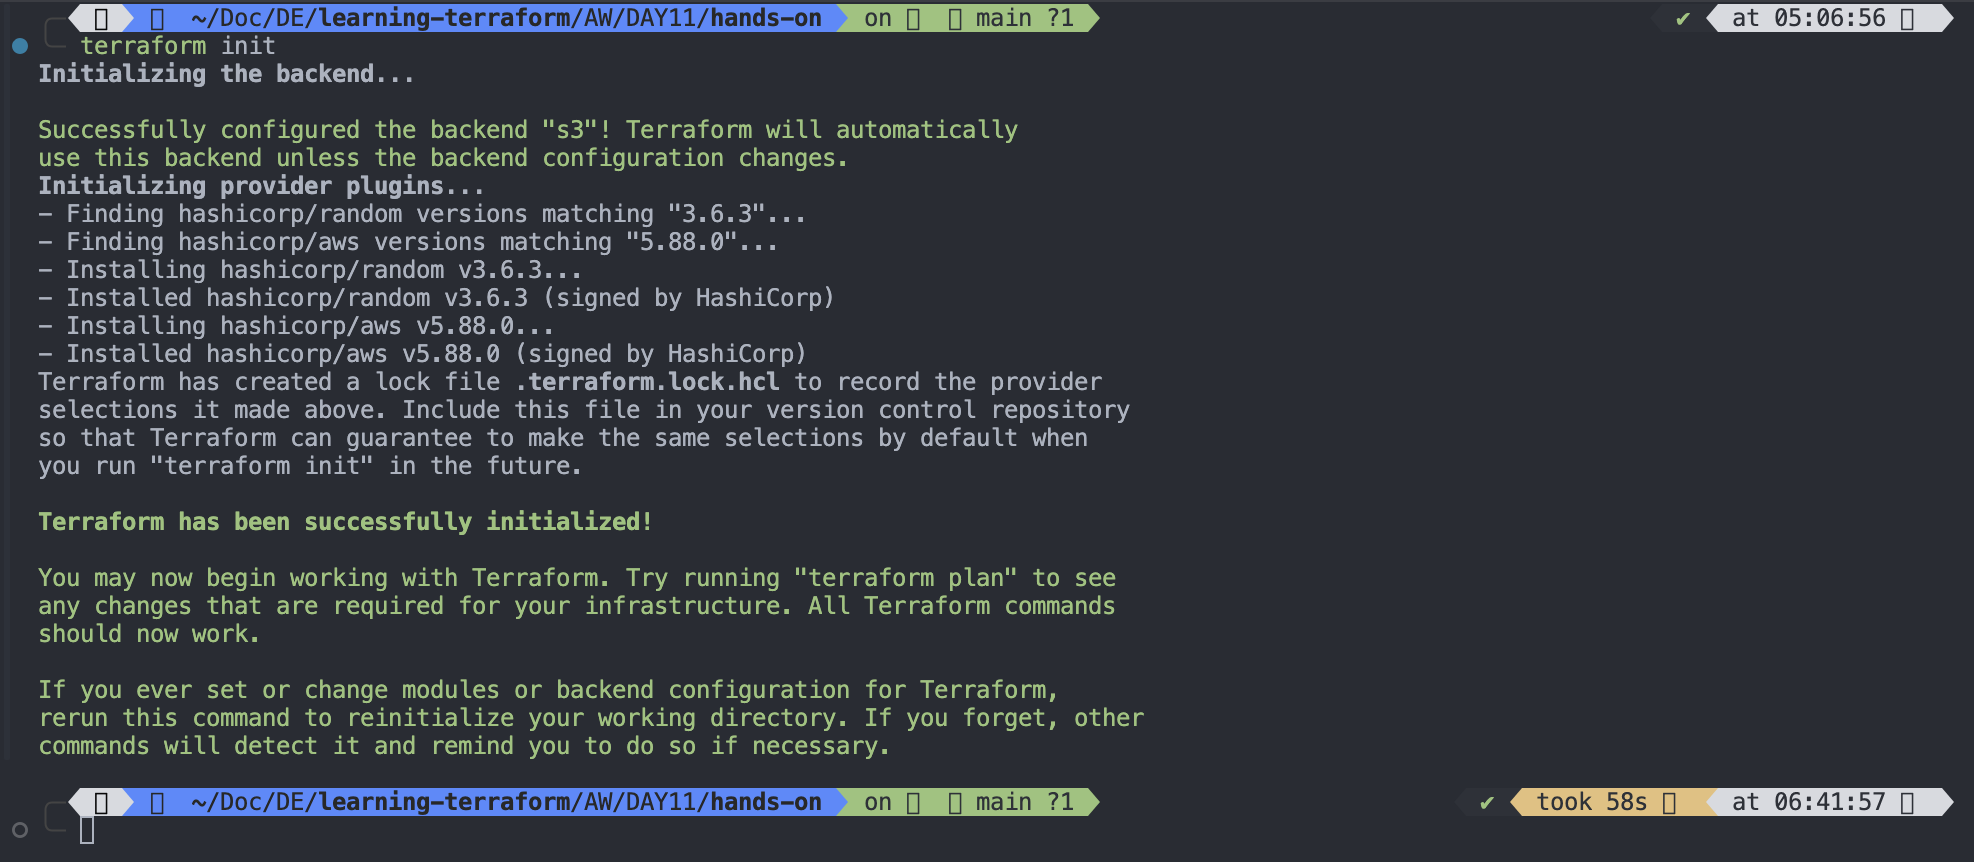 ~/Doc/DE/learning-terraform/AW/DAY11/hands-on on main ?1 ✔ at 05:06:56
terraform init
Initializing the backend...
Successfully configured the backend "s3"! Terraform will automatically
use this backend unless the backend configuration changes.
Initializing provider plugins...
- Finding hashicorp/random versions matching "3.6.3"...
- Finding hashicorp/aws versions matching "5.88.0"...
- Installing hashicorp/random v3.6.3...
- Installed hashicorp/random v3.6.3 (signed by HashiCorp)
- Installing hashicorp/aws v5.88.0...
- Installed hashicorp/aws v5.88.0 (signed by HashiCorp)
Terraform has created a lock file .terraform.lock.hcl to record the provider
selections it made above. Include this file in your version control repository
so that Terraform can guarantee to make the same selections by default when
you run "terraform init" in the future.
Terraform has been successfully initialized!
You may now begin working with Terraform. Try running "terraform plan" to see
any changes that are required for your infrastructure. All Terraform commands
should now work.
If you ever set or change modules or backend configuration for Terraform,
rerun this command to reinitialize your working directory. If you forget, other
commands will detect it and remind you to do so if necessary.
~/Doc/DE/learning-terraform/AW/DAY11/hands-on on main ?1 ✔ took 58s at 06:41:57